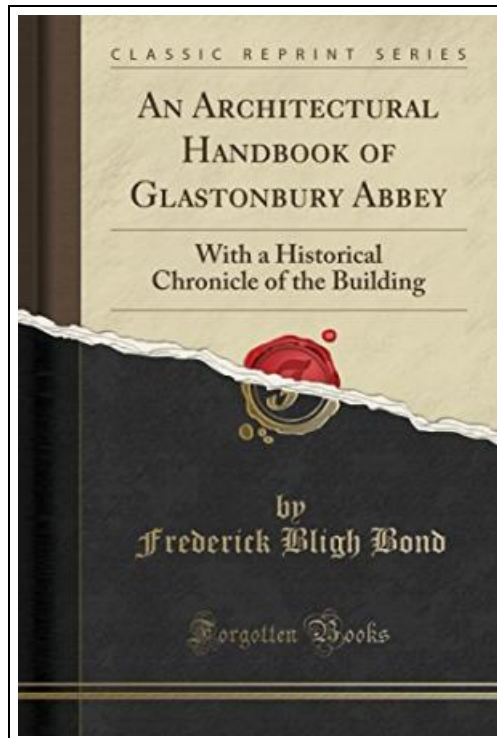 CLASSIC REPRINT SERIES
AN ARCHITECTURAL
HANDBOOK OF
GLASTONBURY ABBEY
With a Historical
Chronicle of the Building
by
Frederick Bligh Bond
Forgotten Books